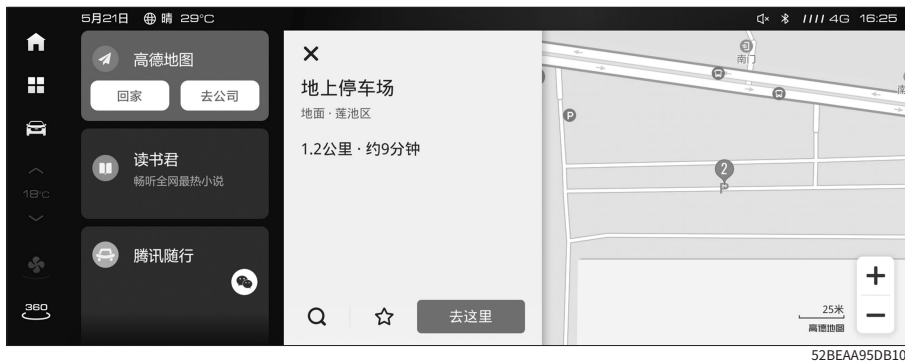 5月21日 晴 29°C
4G 16:25
高德地图
回家 去公司
读书君
畅听全网最热小说
腾讯随行
18°C
360
地上停车场
地面·莲池区
1.2公里·约9分钟
去这里
南门
P
2
P
25米
高德地图
52BEAA95DB10